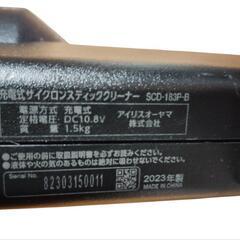 充電式サイクロンスティッククリーナー SCD-183P-B
電源方式 充電式
定格電圧 DC10.8V
質量 1.5kg
アイリスオーヤマ
株式会社
Serial No.
82303150011
2023年製
MADE IN CHINA